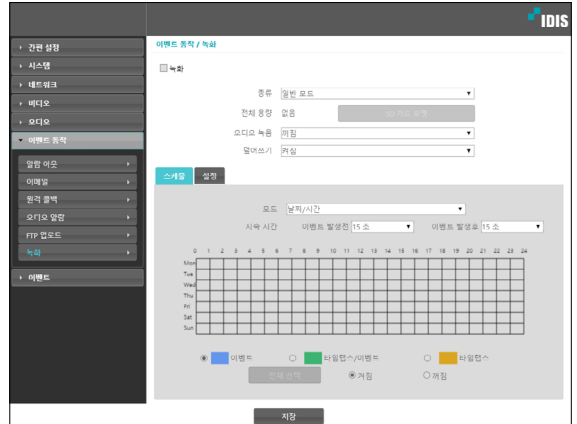 IDIS
이벤트 동작 / 녹화
간편 설정
시스템
네트워크
비디오
오디오
이벤트 동작
알람 아웃
이메일
원격 콜백
오디오 알람
FTP 업로드
녹화
이벤트
녹화
종류 일반 모드
전체 용량 없음 SD 카드 포맷
오디오 녹음 꺼짐
덮어쓰기 켜짐
스케줄 설정
모드 날짜/시간
지속 시간 이벤트 발생전 15 초 이벤트 발생후 15 초
0 1 2 3 4 5 6 7 8 9 10 11 12 13 14 15 16 17 18 19 20 21 22 23 24
Mon
Tue
Wed
Thu
Fri
Sat
Sun
이벤트 타임랩스/이벤트 타임랩스
전체 선택 켜짐 꺼짐
저장